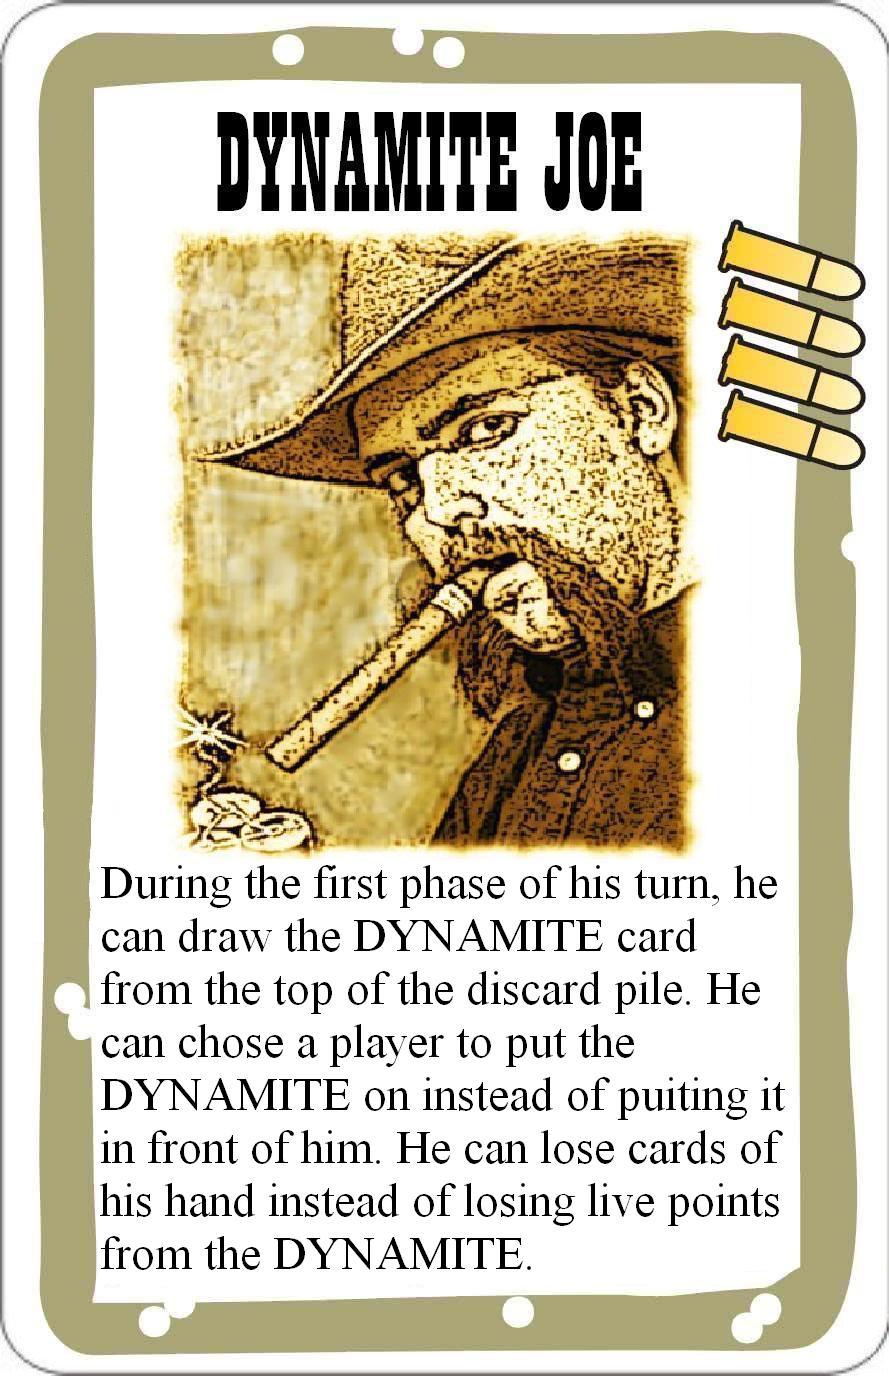 DYNAMITE JOE
During the first phase of his turn, he
can draw the DYNAMITE card
from the top of the discard pile. He
can chose a player to put the
DYNAMITE on instead of puiting it
in front of him. He can lose cards of
his hand instead of losing live points
from the DYNAMITE.